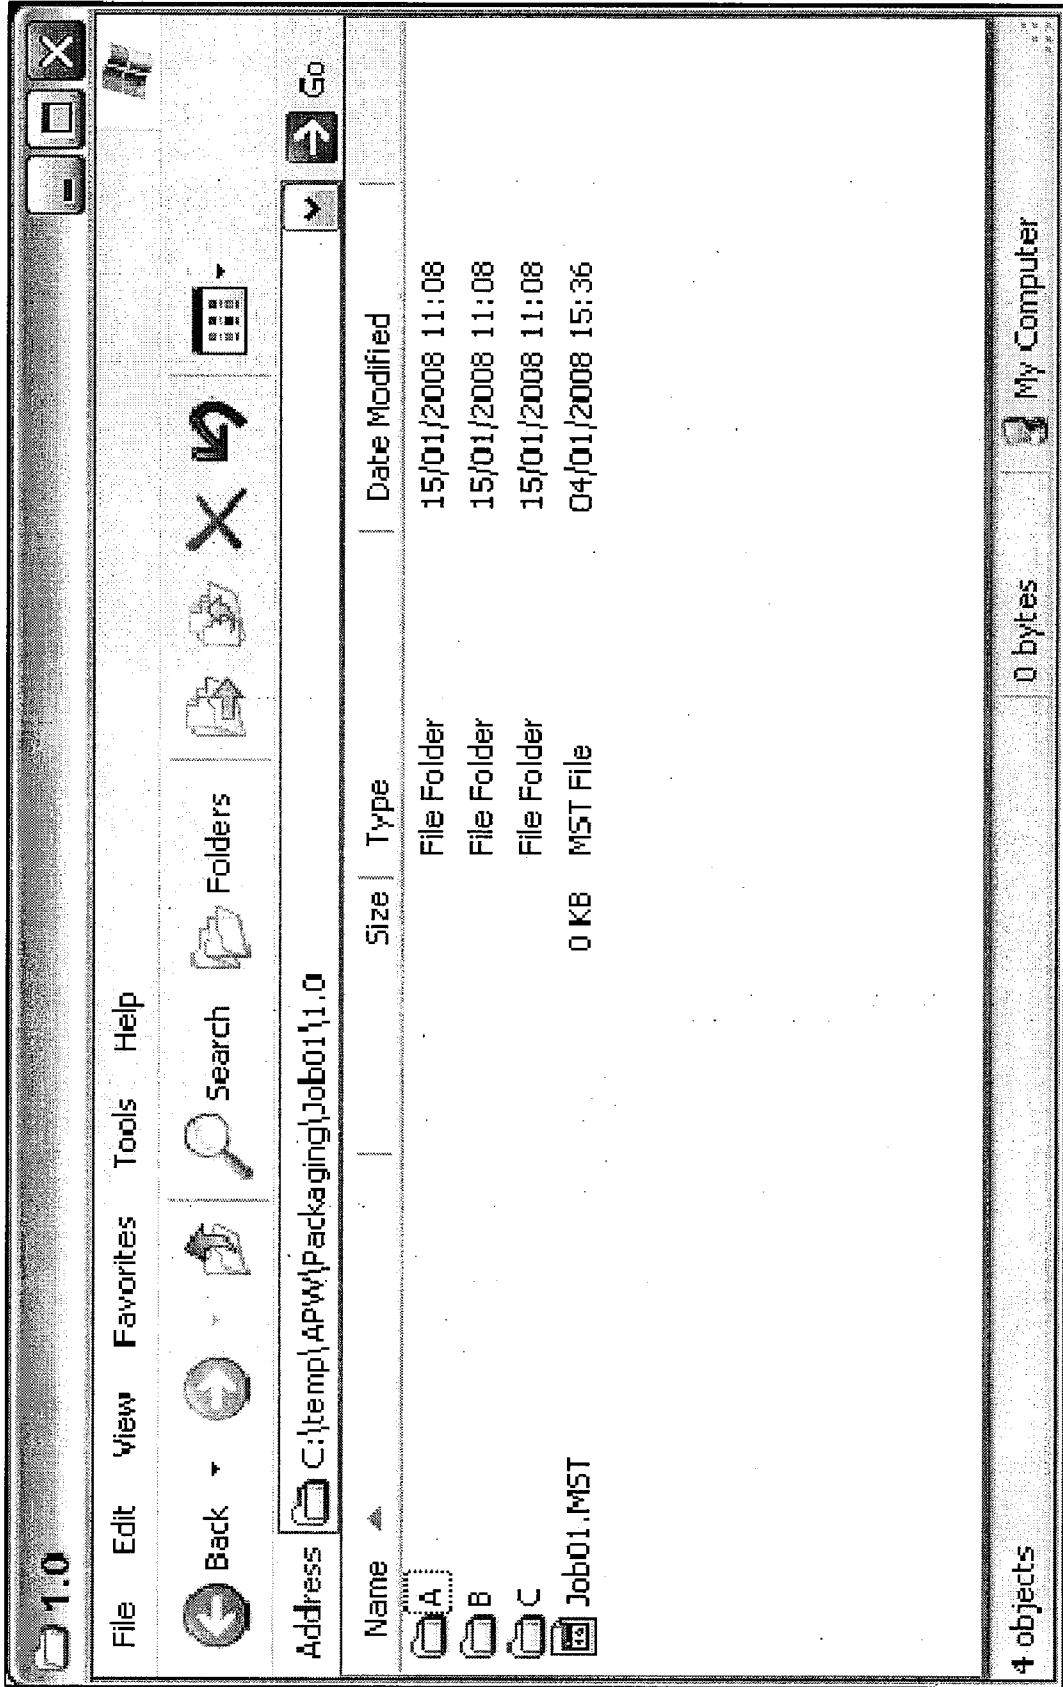 1.0
File Edit View Favorites Tools Help
Back Search Folders
Address C:\temp\APW\Packaging\Job01\1.0 Go
Name Size Type Date Modified
A File Folder 15/01/2008 11:08
B File Folder 15/01/2008 11:08
C File Folder 15/01/2008 11:08
Job01.MST 0 KB MST File 04/01/2008 15:36
4 objects 0 bytes My Computer